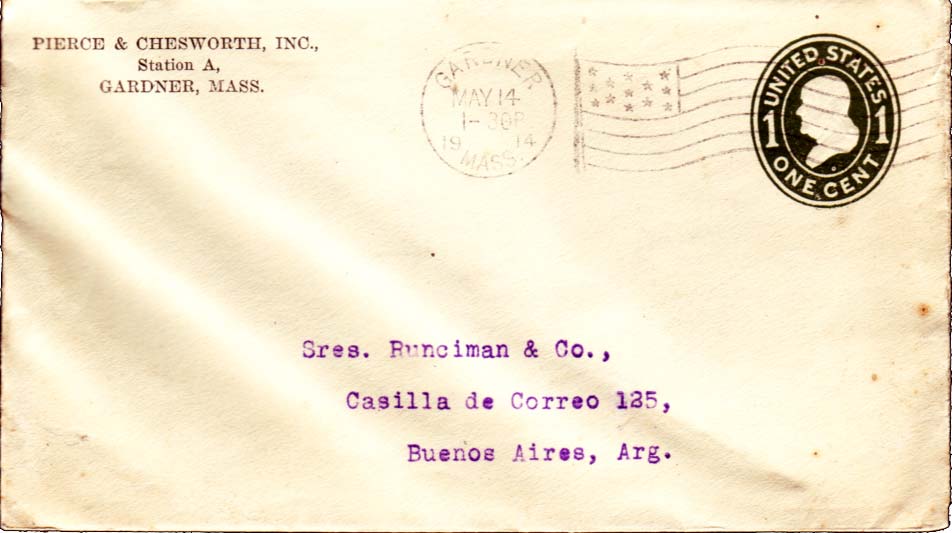 PIERCE & CHESWORTH, INC.,
Station A,
GARDNER, MASS.
GARDNER.
MAY 14
1-30P
19 14
MASS.
UNITED STATES
1 1
ONE CENT
Sres. Runciman & Co.,
Casilla de Correo 125,
Buenos Aires, Arg.